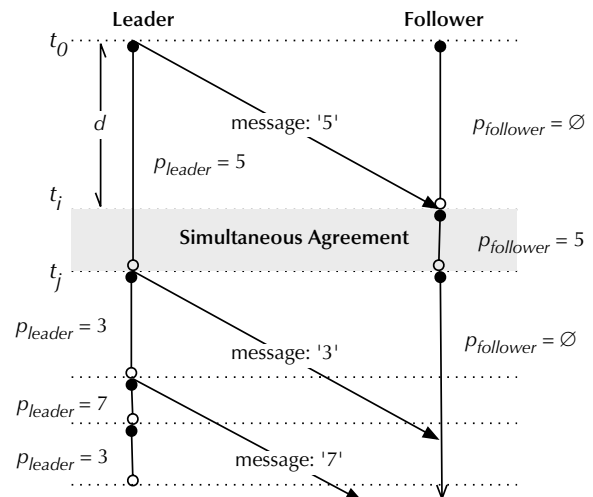 Leader Follower
t0
message: '5'
d
pfollower = ∅
pleader = 5
ti
Simultaneous Agreement
pfollower = 5
tj
pleader = 3
message: '3'
pfollower = ∅
pleader = 7
pleader = 3
message: '7'